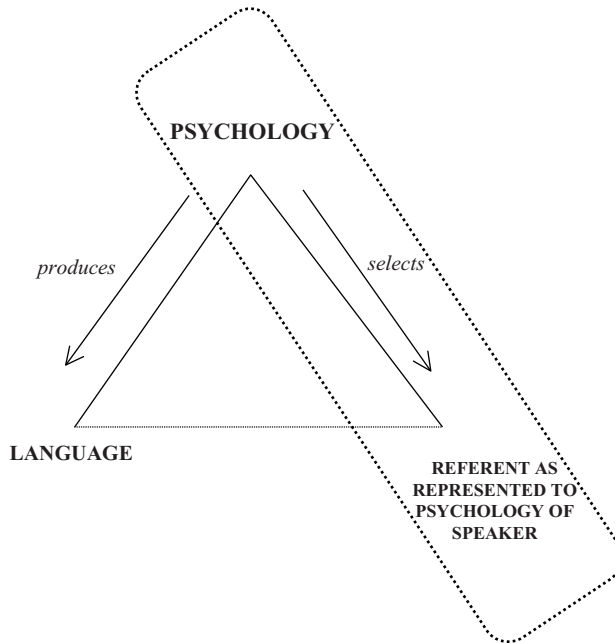 PSYCHOLOGY
produces
selects
LANGUAGE
REFERENT AS
REPRESENTED TO
PSYCHOLOGY OF
SPEAKER